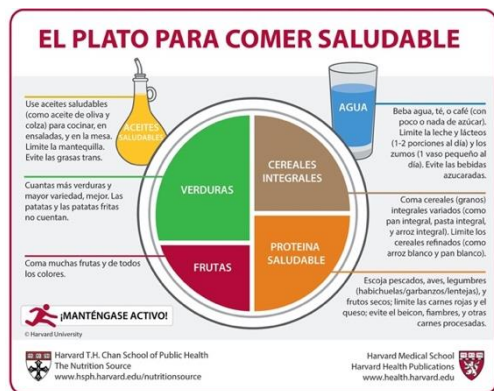 EL PLATO PARA COMER SALUDABLE
Use aceites saludables
(como aceite de oliva y
colza) para cocinar, en
ensaladas, y en la mesa.
Limite la mantequilla.
Evite las grasas trans.
ACEITES
SALUDABLES
AGUA
Beba agua, té, o café (con
poco o nada de azúcar).
Limite la leche y lácteos
(1-2 porciones al día) y
los zumos (1 vaso pequeño al
día). Evite las bebidas
azucaradas.
Cuantas más verduras y
mayor variedad, mejor. Las
patatas y las patatas fritas
no cuentan.
VERDURAS
CEREALES
INTEGRALES
Coma cereales (granos)
integrales variados (como
pan integral, pasta integral,
y arroz integral). Limite los
cereales refinados (como
arroz blanco y pan blanco).
Coma muchas frutas y de todos
los colores.
FRUTAS
PROTEINA
SALUDABLE
Escoja pescados, aves, legumbres
(habichuelas/garbanzos/lentejas), y
frutos secos; limite las carnes rojas y el
queso; evite el beicon, fiambres, y otras
carnes procesadas.
¡MANTÉNGASE ACTIVO!
© Harvard University
Harvard T.H. Chan School of Public Health
The Nutrition Source
www.hsph.harvard.edu/nutritionsource
Harvard Medical School
Harvard Health Publications
www.health.harvard.edu